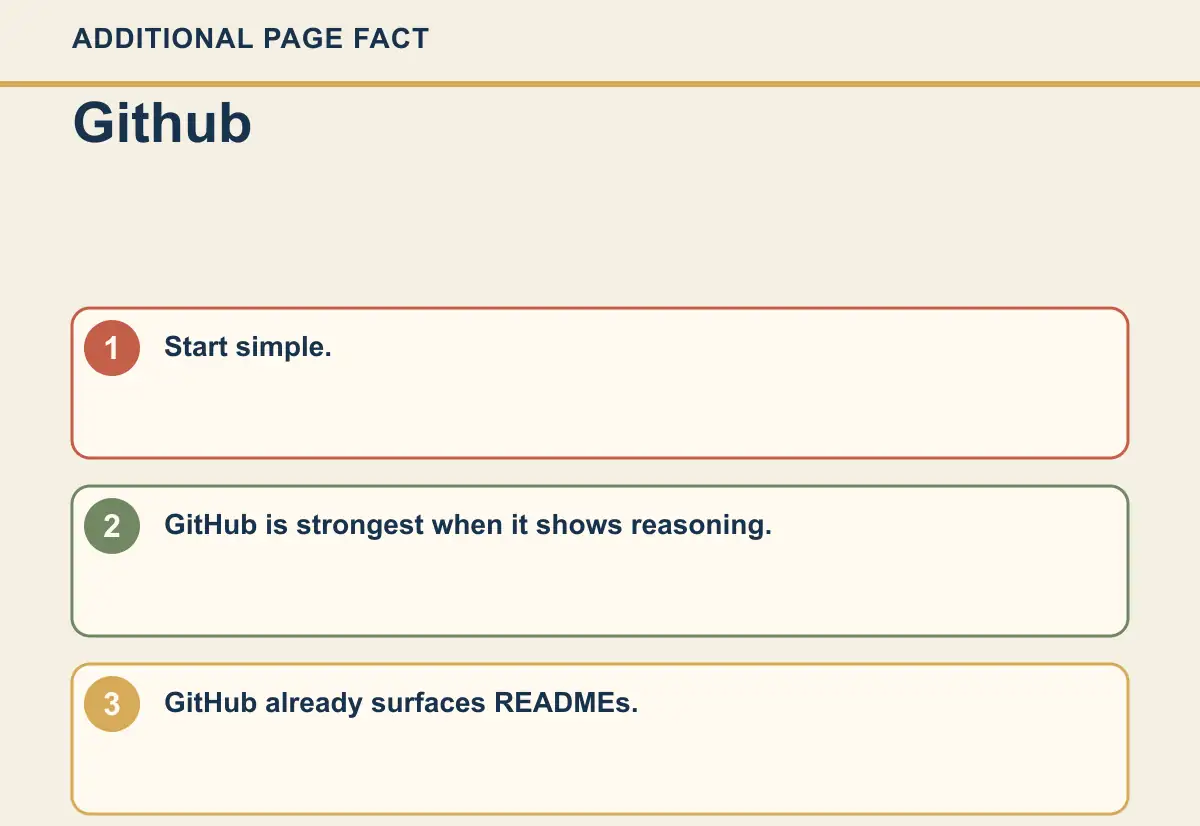 ADDITIONAL PAGE FACT
Github
1 Start simple.
2 GitHub is strongest when it shows reasoning.
3 GitHub already surfaces READMEs.